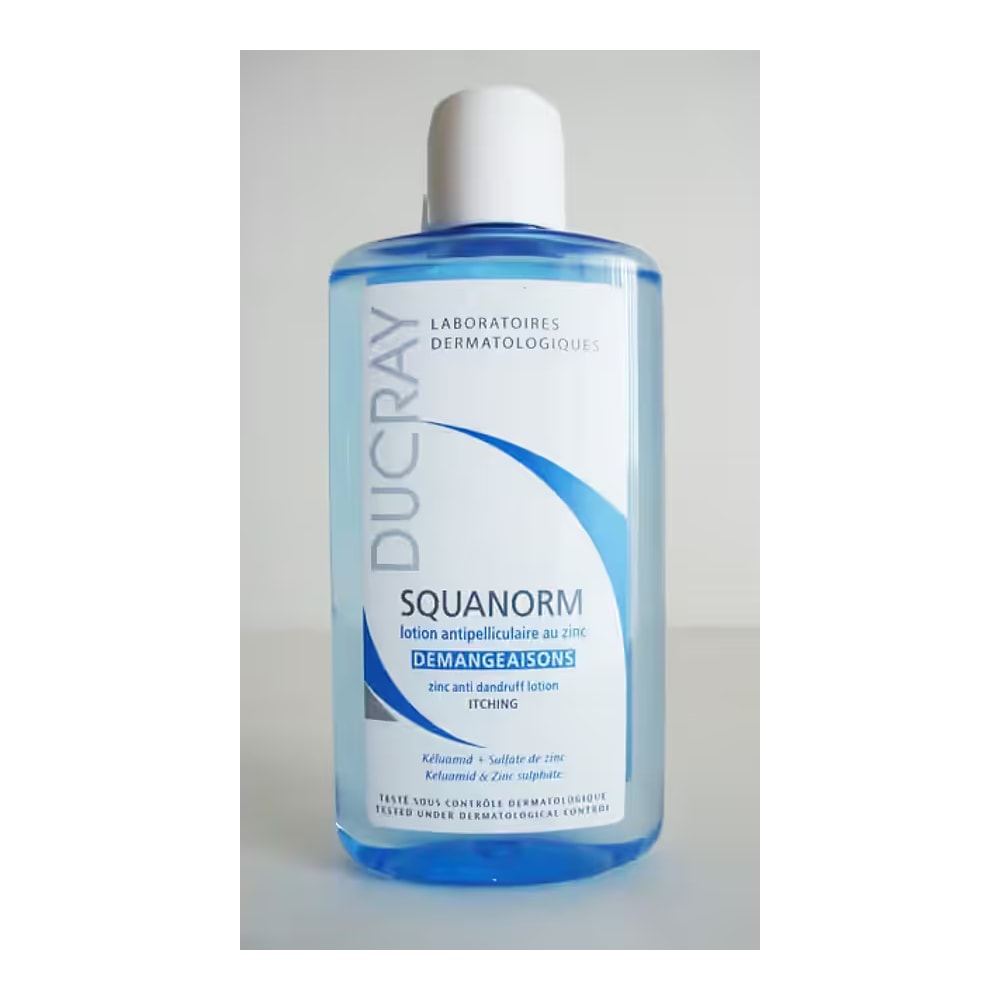 DUCRAY
LABORATOIRES
DERMATOLOGIQUES
SQUANORM
lotion antipelliculaire au zinc
DEMANGEAISONS
zinc anti dandruff lotion
ITCHING
Kéluamid + Sulfate de zinc
Keluamid & Zinc sulphate
TESTÉ SOUS CONTRÔLE DERMATOLOGIQUE
TESTED UNDER DERMATOLOGICAL CONTROL